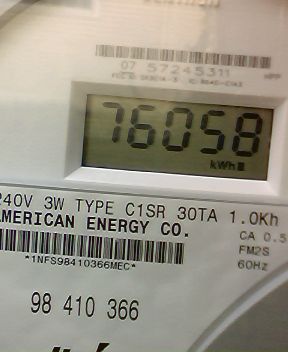 07 57245311
76058
kWh
240V 3W TYPE C1SR 30TA 1.0Kh
AMERICAN ENERGY CO.
CA 0.5
FM2S
*1NFS98410366MEC*
60Hz
98 410 366